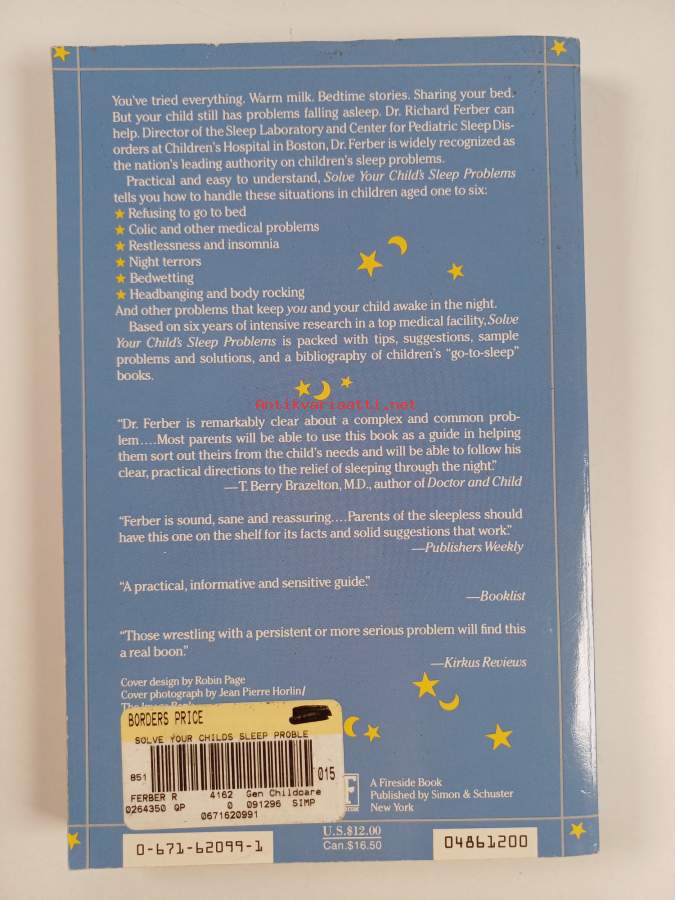 You've tried everything. Warm milk. Bedtime stories. Sharing your bed.
But your child still has problems falling asleep. Dr. Richard Ferber can
help. Director of the Sleep Laboratory and Center for Pediatric Sleep Dis-
orders at Children's Hospital in Boston, Dr. Ferber is widely recognized as
the nation's leading authority on children's sleep problems.
Practical and easy to understand, Solve Your Child's Sleep Problems
tells you how to handle these situations in children aged one to six:
★ Refusing to go to bed
★ Colic and other medical problems
★ Restlessness and insomnia
★ Night terrors
★ Bedwetting
★ Headbanging and body rocking
And other problems that keep you and your child awake in the night.
Based on six years of intensive research in a top medical facility, Solve
Your Child's Sleep Problems is packed with tips, suggestions, sample
problems and solutions, and a bibliography of children's "go-to-sleep"
books.
Antikvariaatti.net
"Dr. Ferber is remarkably clear about a complex and common prob-
lem....Most parents will be able to use this book as a guide in helping
them sort out theirs from the child's needs and will be able to follow his
clear, practical directions to the relief of sleeping through the night."
—T. Berry Brazelton, M.D., author of Doctor and Child
"Ferber is sound, sane and reassuring....Parents of the sleepless should
have this one on the shelf for its facts and solid suggestions that work."
—Publishers Weekly
"A practical, informative and sensitive guide."
—Booklist
"Those wrestling with a persistent or more serious problem will find this
a real boon."
—Kirkus Reviews
Cover design by Robin Page
Cover photograph by Jean Pierre Horlin/
BORDERS PRICE
SOLVE YOUR CHILDS SLEEP PROBLE
851
015
FERBER R 4162 Gen Childcare
0264350 QP 0 091296 SIMP
0671620991
F
A Fireside Book
Published by Simon & Schuster
New York
U.S.$12.00
Can.$16.50
0-671-62099-1
04861200